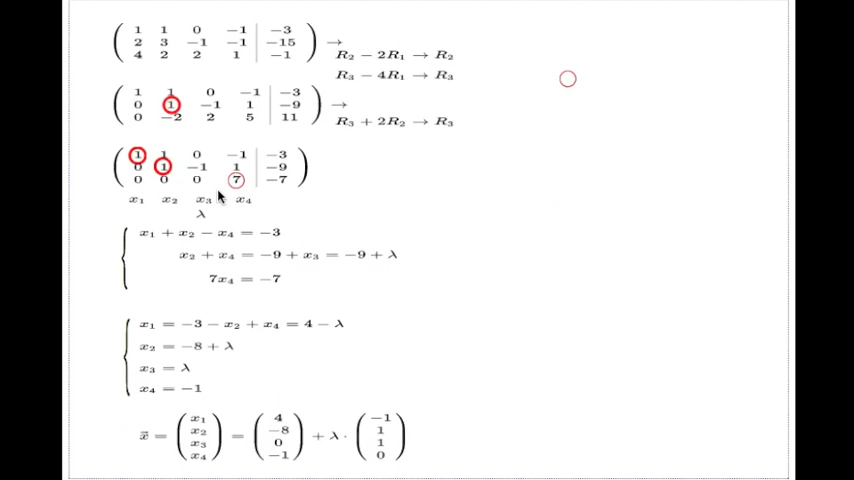 1 1 0 −1 | −3
2 3 −1 −1 | −15 →
4 2 2 1 | −1
R₂ − 2R₁ → R₂
R₃ − 4R₁ → R₃
1 1 0 −1 | −3
0 1 −1 1 | −9 →
0 −2 2 5 | 11
R₃ + 2R₂ → R₃
1 1 0 −1 | −3
0 1 −1 1 | −9
0 0 0 7 | −7
x₁ x₂ x₃ x₄
λ
x₁ + x₂ − x₄ = −3
x₂ + x₄ = −9 + x₃ = −9 + λ
7x₄ = −7
x₁ = −3 − x₂ + x₄ = 4 − λ
x₂ = −8 + λ
x₃ = λ
x₄ = −1
x⃗ = (x₁ x₂ x₃ x₄) = (4 −8 0 −1) + λ · (−1 1 1 0)